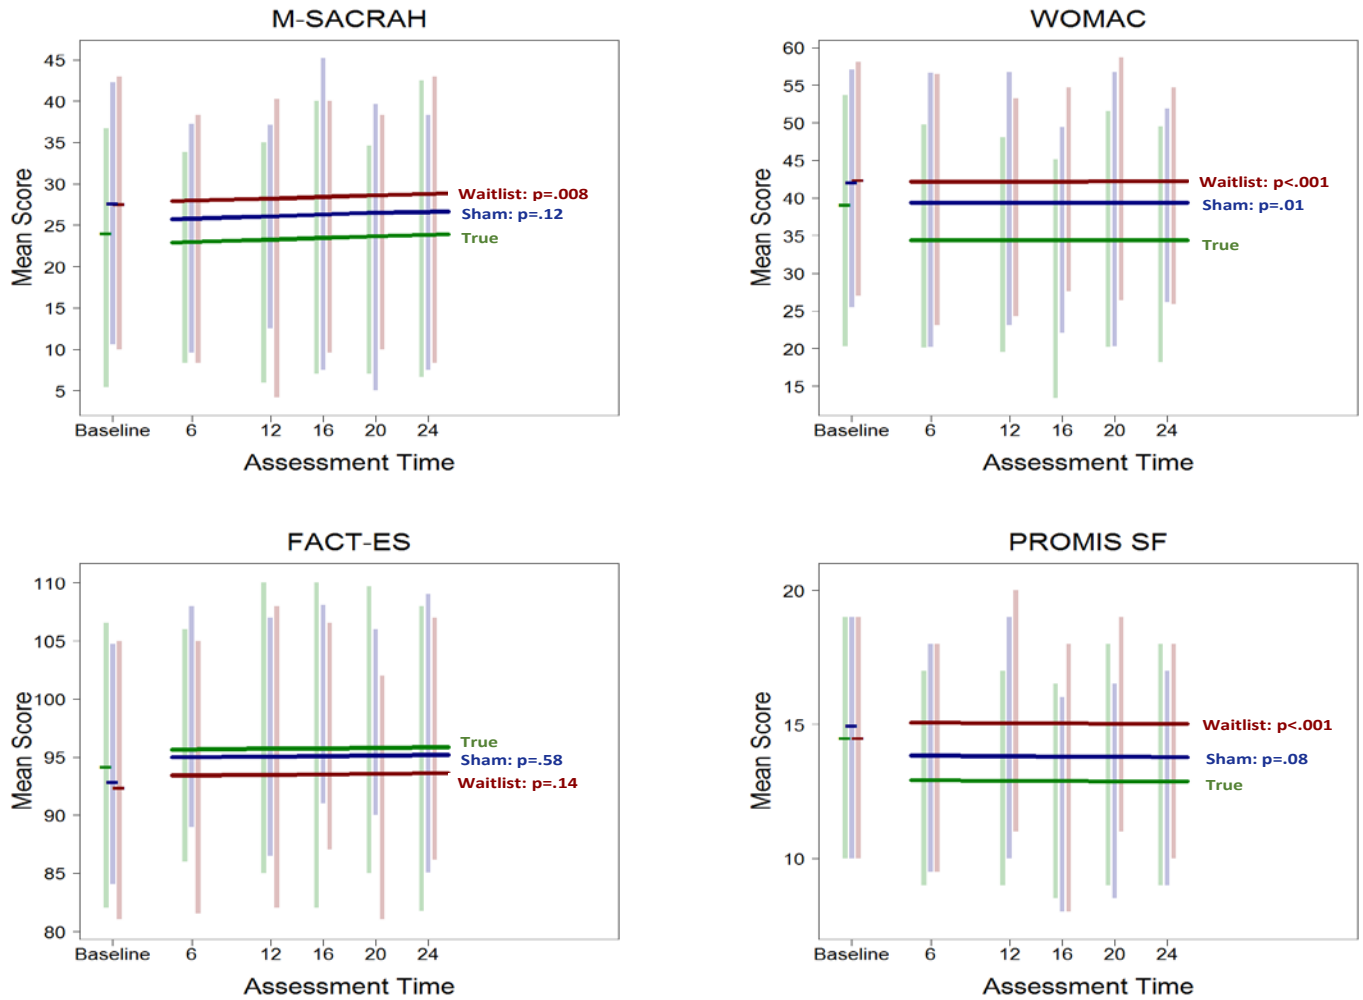 M-SACRAH
Mean Score
45
40
35
30
25
20
15
10
5
Waitlist: p=.008
Sham: p=.12
True
Baseline 6 12 16 20 24
Assessment Time
WOMAC
Mean Score
60
55
50
45
40
35
30
25
20
15
Waitlist: p<.001
Sham: p=.01
True
Baseline 6 12 16 20 24
Assessment Time
FACT-ES
Mean Score
110
105
100
95
90
85
80
True
Sham: p=.58
Waitlist: p=.14
Baseline 6 12 16 20 24
Assessment Time
PROMIS SF
Mean Score
20
15
10
Waitlist: p<.001
Sham: p=.08
True
Baseline 6 12 16 20 24
Assessment Time